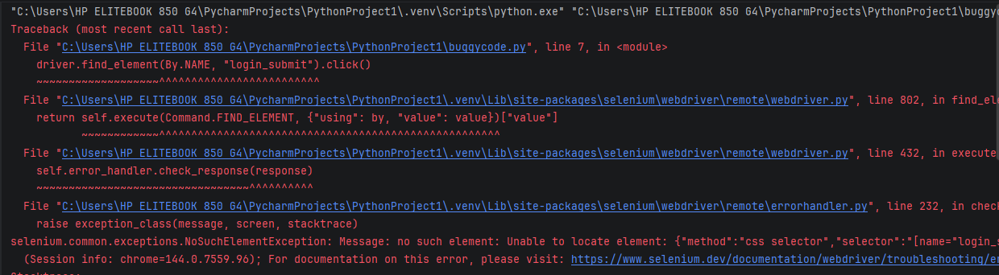 "C:\Users\HP ELITEBOOK 850 G4\PycharmProjects\PythonProject1\.venv\Scripts\python.exe" "C:\Users\HP ELITEBOOK 850 G4\PycharmProjects\PythonProject1\buggyc
Traceback (most recent call last):
  File "C:\Users\HP ELITEBOOK 850 G4\PycharmProjects\PythonProject1\buggycode.py", line 7, in <module>
    driver.find_element(By.NAME, "login_submit").click()
    ~~~~~~~~~~~~~~~~~~~^^^^^^^^^^^^^^^^^^^^^^^^^
  File "C:\Users\HP ELITEBOOK 850 G4\PycharmProjects\PythonProject1\.venv\Lib\site-packages\selenium\webdriver\remote\webdriver.py", line 802, in find_el
    return self.execute(Command.FIND_ELEMENT, {"using": by, "value": value})["value"]
           ~~~~~~~~~~~~^^^^^^^^^^^^^^^^^^^^^^^^^^^^^^^^^^^^^^^^^^^^^^^^^^^^^
  File "C:\Users\HP ELITEBOOK 850 G4\PycharmProjects\PythonProject1\.venv\Lib\site-packages\selenium\webdriver\remote\webdriver.py", line 432, in execute
    self.error_handler.check_response(response)
    ~~~~~~~~~~~~~~~~~~~~~~~~~~~~~~~~~^^^^^^^^^^
  File "C:\Users\HP ELITEBOOK 850 G4\PycharmProjects\PythonProject1\.venv\Lib\site-packages\selenium\webdriver\remote\errorhandler.py", line 232, in chec
    raise exception_class(message, screen, stacktrace)
selenium.common.exceptions.NoSuchElementException: Message: no such element: Unable to locate element: {"method":"css selector","selector":"[name="login_s
  (Session info: chrome=144.0.7559.96); For documentation on this error, please visit: https://www.selenium.dev/documentation/webdriver/troubleshooting/er